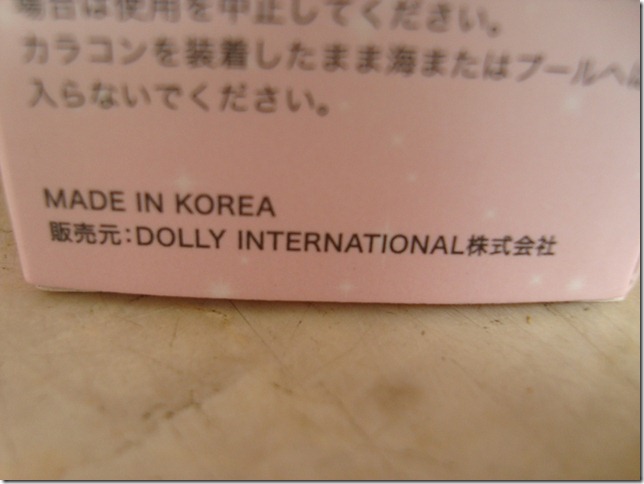 場合は使用を中止してください。
カラコンを装着したまま海またはプールへは
入らないでください。
MADE IN KOREA
販売元:DOLLY INTERNATIONAL株式会社